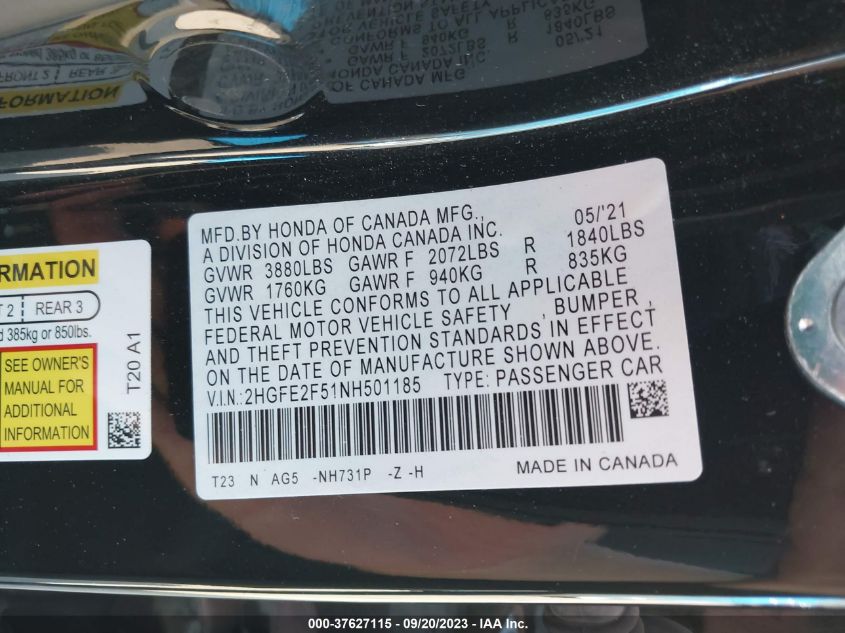 MFD.BY HONDA OF CANADA MFG., 05/'21
A DIVISION OF HONDA CANADA INC.
GVWR 3880LBS GAWR F 2072LBS R 1840LBS
GVWR 1760KG GAWR F 940KG R 835KG
THIS VEHICLE CONFORMS TO ALL APPLICABLE
FEDERAL MOTOR VEHICLE SAFETY , BUMPER ,
AND THEFT PREVENTION STANDARDS IN EFFECT
ON THE DATE OF MANUFACTURE SHOWN ABOVE.
V.I.N.:2HGFE2F51NH501185 TYPE: PASSENGER CAR
T23 N AG5 -NH731P -Z -H MADE IN CANADA
2 REAR 3
385kg or 850lbs.
SEE OWNER'S
MANUAL FOR
ADDITIONAL
INFORMATION
T20 A1
000-37627115 - 09/20/2023 - IAA Inc.